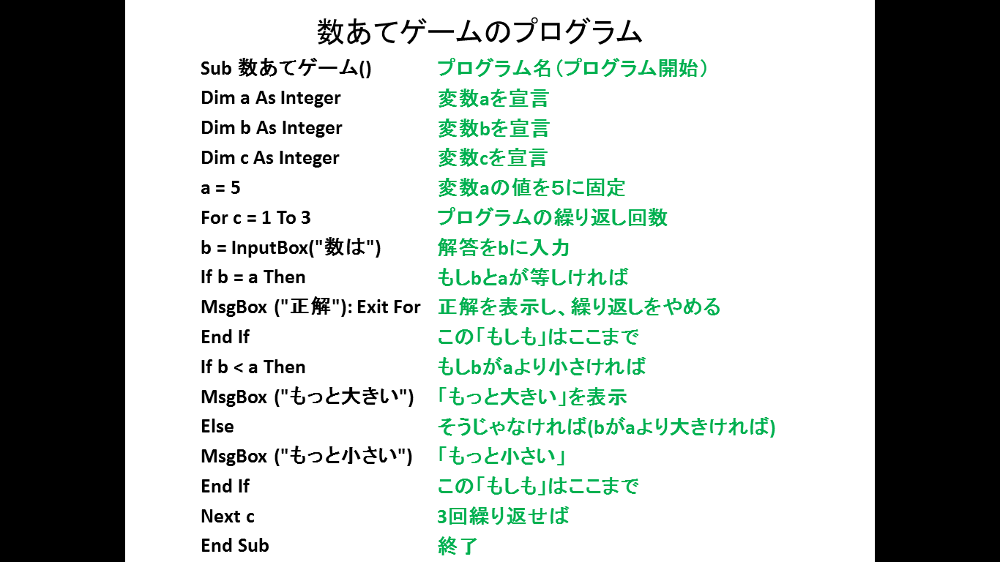 数あてゲームのプログラム
Sub 数あてゲーム() プログラム名（プログラム開始）
Dim a As Integer 変数aを宣言
Dim b As Integer 変数bを宣言
Dim c As Integer 変数cを宣言
a = 5 変数aの値を５に固定
For c = 1 To 3 プログラムの繰り返し回数
b = InputBox("数は") 解答をbに入力
If b = a Then もしbとaが等しければ
MsgBox ("正解"): Exit For 正解を表示し、繰り返しをやめる
End If この「もしも」はここまで
If b < a Then もしbがaより小さければ
MsgBox ("もっと大きい") 「もっと大きい」を表示
Else そうじゃなければ(bがaより大きければ)
MsgBox ("もっと小さい") 「もっと小さい」
End If この「もしも」はここまで
Next c 3回繰り返せば
End Sub 終了